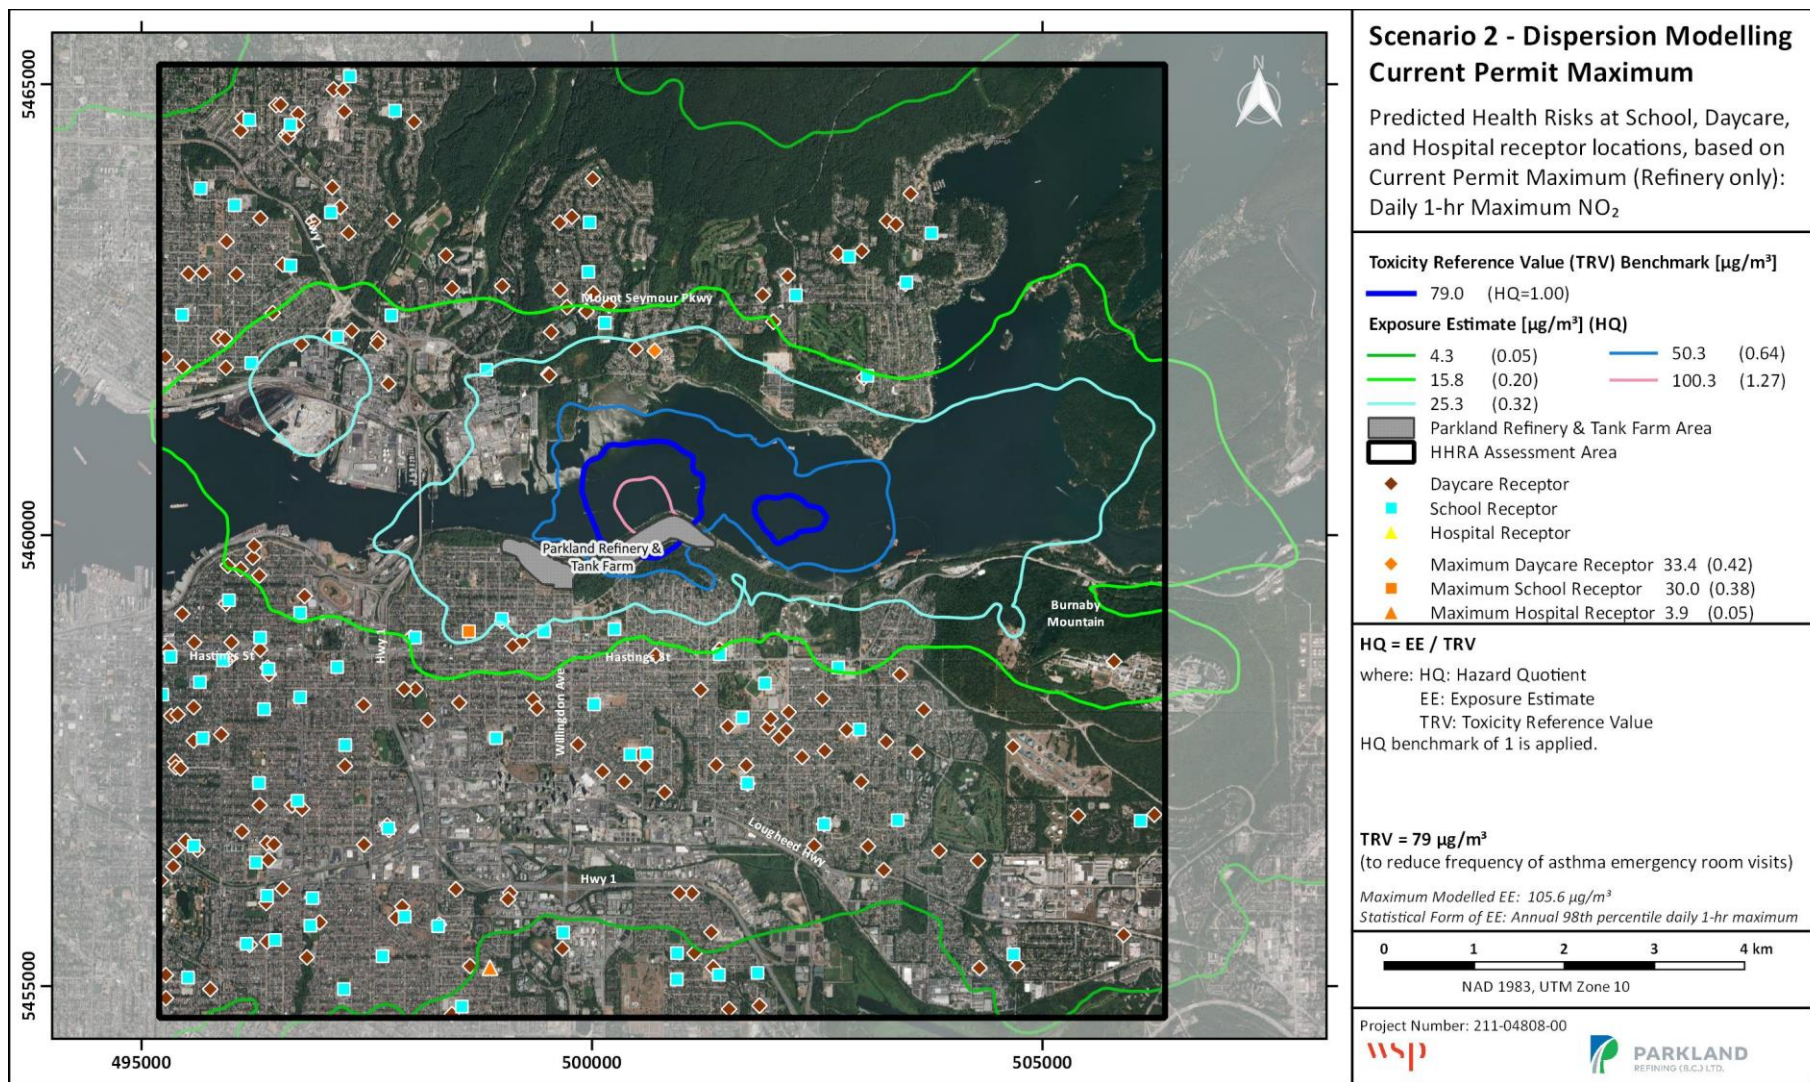 Scenario 2 - Dispersion Modelling
Current Permit Maximum
Predicted Health Risks at School, Daycare,
and Hospital receptor locations, based on
Current Permit Maximum (Refinery only):
Daily 1-hr Maximum NO₂
Toxicity Reference Value (TRV) Benchmark [µg/m³]
79.0 (HQ=1.00)
Exposure Estimate [µg/m³] (HQ)
4.3 (0.05)
50.3 (0.64)
15.8 (0.20)
100.3 (1.27)
25.3 (0.32)
Parkland Refinery & Tank Farm Area
HHRA Assessment Area
Daycare Receptor
School Receptor
Hospital Receptor
Maximum Daycare Receptor 33.4 (0.42)
Maximum School Receptor 30.0 (0.38)
Maximum Hospital Receptor 3.9 (0.05)
HQ = EE / TRV
where: HQ: Hazard Quotient
EE: Exposure Estimate
TRV: Toxicity Reference Value
HQ benchmark of 1 is applied.
TRV = 79 µg/m³
(to reduce frequency of asthma emergency room visits)
Maximum Modelled EE: 105.6 µg/m³
Statistical Form of EE: Annual 98th percentile daily 1-hr maximum
0 1 2 3 4 km
NAD 1983, UTM Zone 10
Project Number: 211-04808-00
wsp
PARKLAND
REFINING (B.C.) LTD.
N
5465000
5460000
5455000
495000
500000
505000
Hwy 1
Mount Seymour Pkwy
Parkland Refinery &
Tank Farm
Burnaby
Mountain
Hastings St
Hwy 1
Hastings St
Willingdon Ave
Lougheed Hwy
Hwy 1